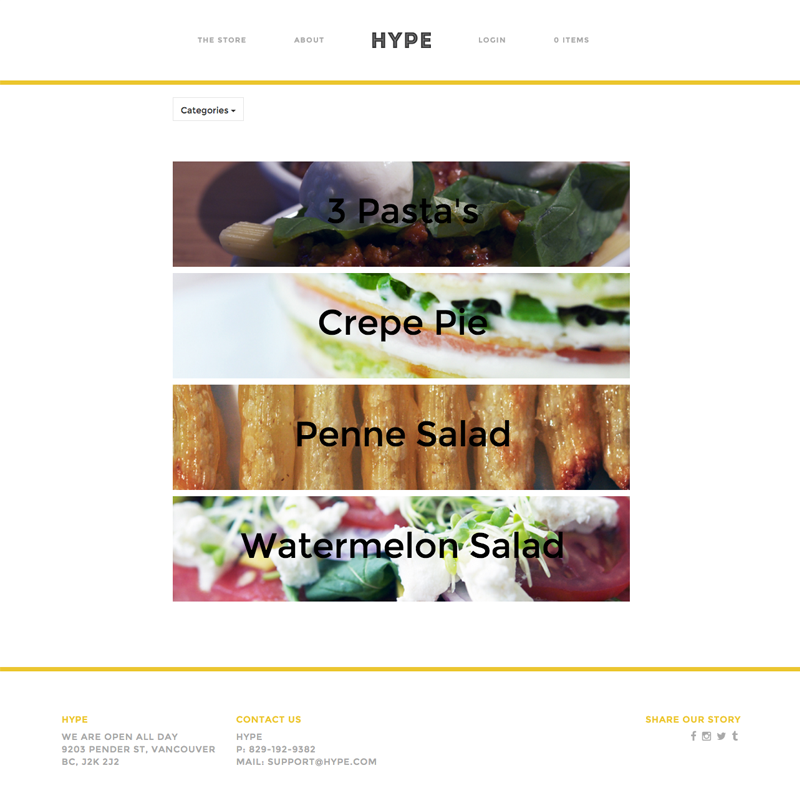 THE STORE ABOUT HYPE LOGIN 0 ITEMS
Categories
3 Pasta's
Crepe Pie
Penne Salad
Watermelon Salad
HYPE
WE ARE OPEN ALL DAY
9203 PENDER ST, VANCOUVER
BC, J2K 2J2
CONTACT US
HYPE
P: 829-192-9382
MAIL: SUPPORT@HYPE.COM
SHARE OUR STORY